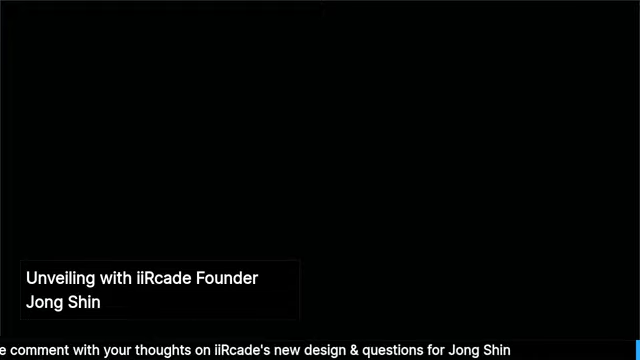 Unveiling with iiRcade Founder
Jong Shin
e comment with your thoughts on iiRcade's new design & questions for Jong Shin